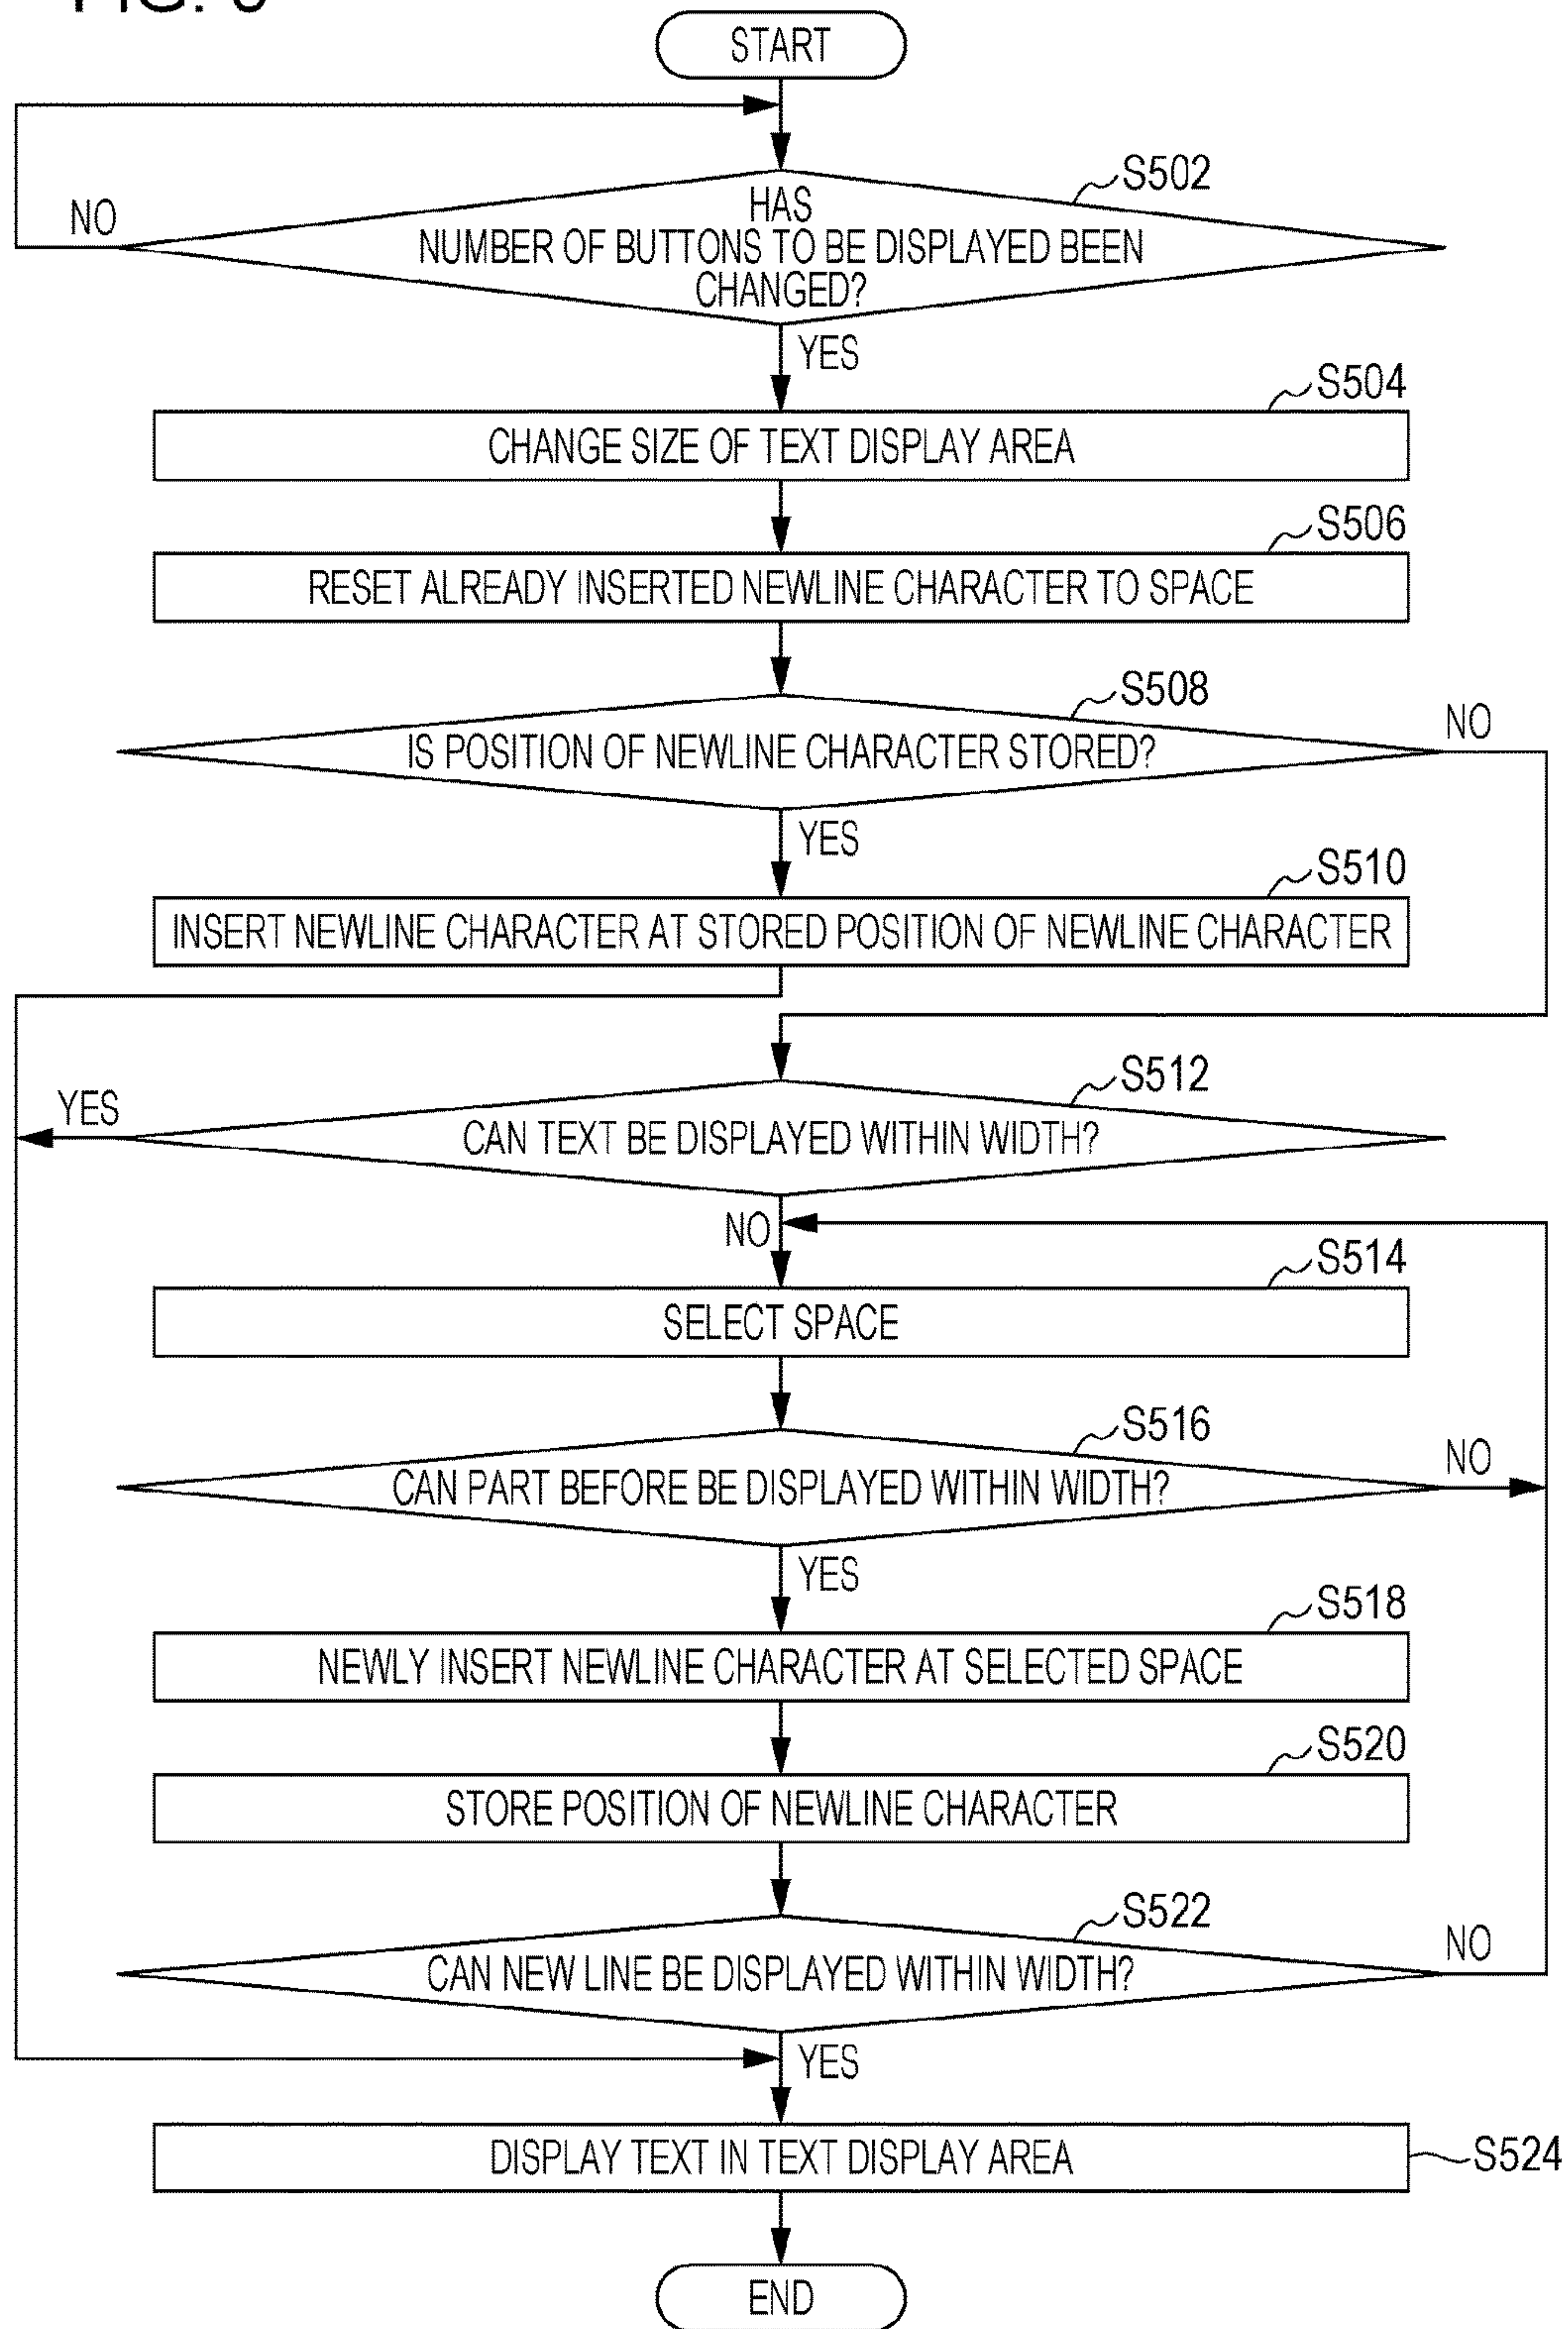 START
S502
NO
HAS
NUMBER OF BUTTONS TO BE DISPLAYED BEEN
CHANGED?
YES
S504
CHANGE SIZE OF TEXT DISPLAY AREA
S506
RESET ALREADY INSERTED NEWLINE CHARACTER TO SPACE
S508
NO
IS POSITION OF NEWLINE CHARACTER STORED?
YES
S510
INSERT NEWLINE CHARACTER AT STORED POSITION OF NEWLINE CHARACTER
S512
YES
CAN TEXT BE DISPLAYED WITHIN WIDTH?
NO
S514
SELECT SPACE
S516
NO
CAN PART BEFORE BE DISPLAYED WITHIN WIDTH?
YES
S518
NEWLY INSERT NEWLINE CHARACTER AT SELECTED SPACE
S520
STORE POSITION OF NEWLINE CHARACTER
S522
NO
CAN NEW LINE BE DISPLAYED WITHIN WIDTH?
YES
DISPLAY TEXT IN TEXT DISPLAY AREA
S524
END